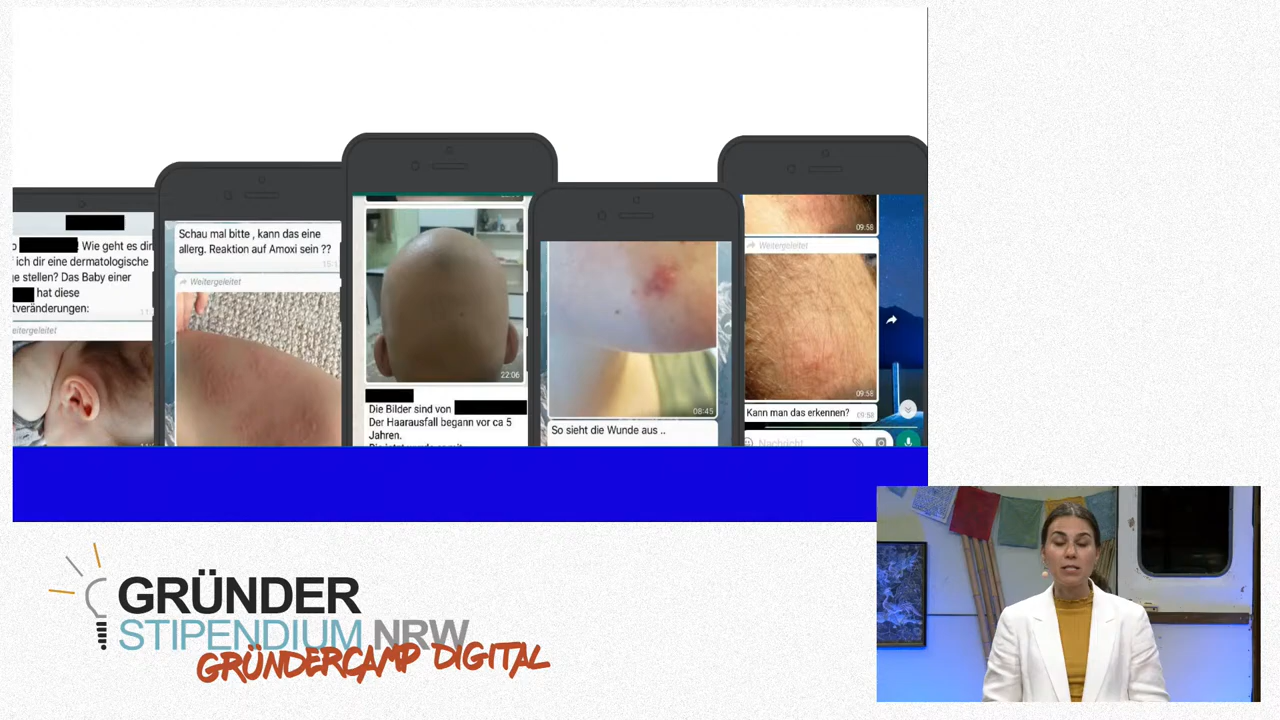 ! Wie geht es dir
ich dir eine dermatologische
stellen? Das Baby einer
hat diese
eitergeleitet
Schau mal bitte , kann das eine
allerg. Reaktion auf Amoxi sein ??
Weitergeleitet
22:06
Die Bilder sind von
Der Haarausfall begann vor ca 5
Jahren.
08:45
So sieht die Wunde aus ..
09:58
Weitergeleitet
09:58
Kann man das erkennen? 09:58
Nachricht
GRÜNDER
STIPENDIUM NRW
GRÜNDERCAMP DIGITAL